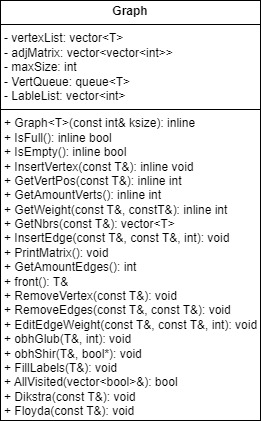 Graph
- vertexList: vector<T>
- adjMatrix: vector<vector<int>>
- maxSize: int
- VertQueue: queue<T>
- LableList: vector<int>
+ Graph<T>(const int& ksize): inline
+ IsFull(): inline bool
+ IsEmpty(): inline bool
+ InsertVertex(const T&): inline void
+ GetVertPos(const T&): inline int
+ GetAmountVerts(): inline int
+ GetWeight(const T&, constT&): inline int
+ GetNbrs(const T&): vector<T>
+ InsertEdge(const T&, const T&, int): void
+ PrintMatrix(): void
+ GetAmountEdges(): int
+ front(): T&
+ RemoveVertex(const T&): void
+ RemoveEdges(const T&, const T&): void
+ EditEdgeWeight(const T&, const T&, int): void
+ obhGlub(T&, int): void
+ obhShir(T&, bool*): void
+ FillLabels(T&): void
+ AllVisited(vector<bool>&): bool
+ Dikstra(const T&): void
+ Floyda(const T&): void